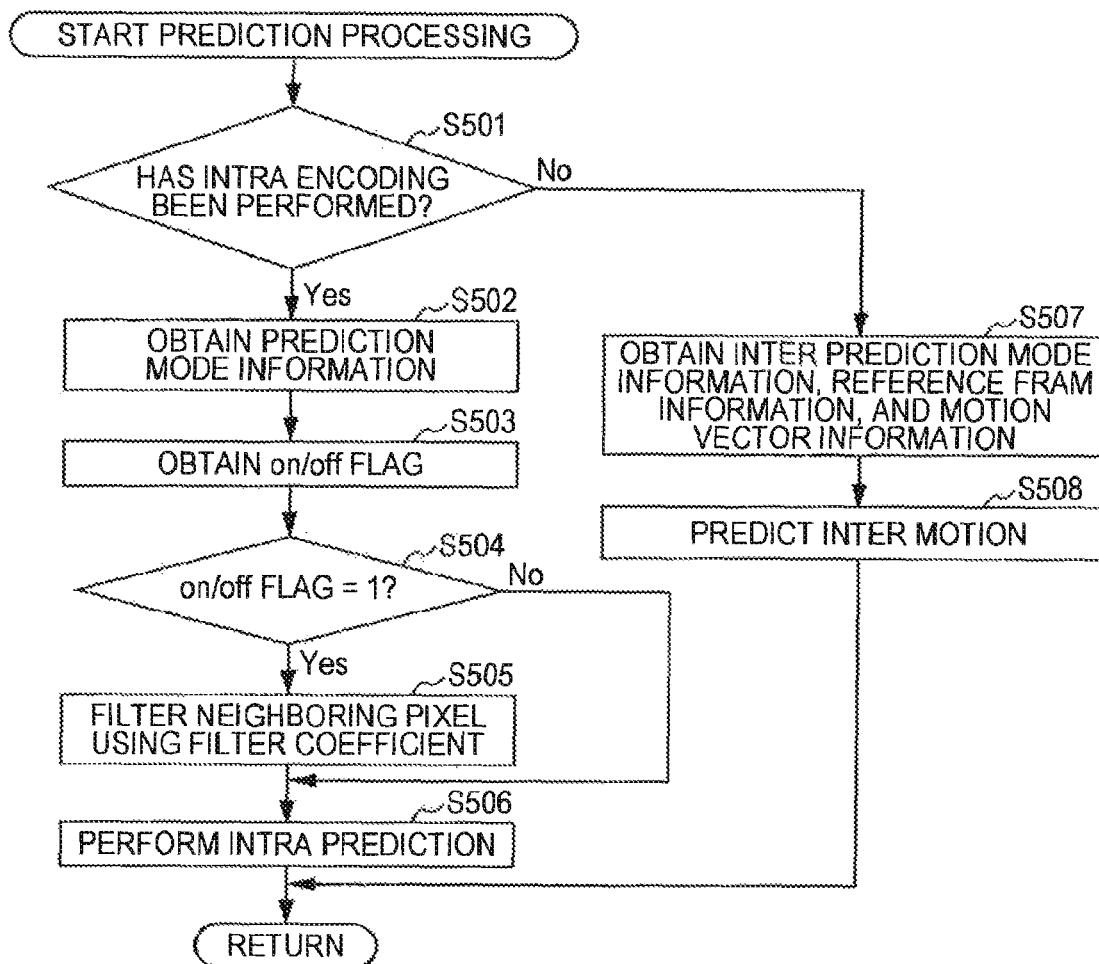 START PREDICTION PROCESSING
S501
HAS INTRA ENCODING
BEEN PERFORMED?
No
Yes
S502
OBTAIN PREDICTION
MODE INFORMATION
S503
OBTAIN on/off FLAG
S504
on/off FLAG = 1?
No
Yes
S505
FILTER NEIGHBORING PIXEL
USING FILTER COEFFICIENT
S506
PERFORM INTRA PREDICTION
S507
OBTAIN INTER PREDICTION MODE
INFORMATION, REFERENCE FRAM
INFORMATION, AND MOTION
VECTOR INFORMATION
S508
PREDICT INTER MOTION
RETURN